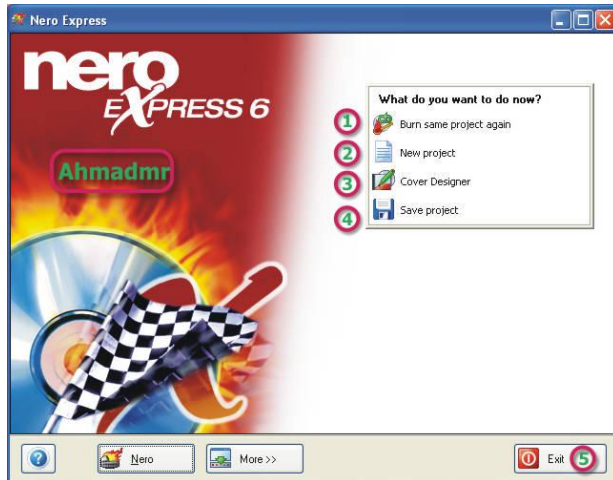 Nero Express
nero
EXPRESS 6
Ahmadmr
What do you want to do now?
1 Burn same project again
2 New project
3 Cover Designer
4 Save project
?
Nero
More >>
Exit 5